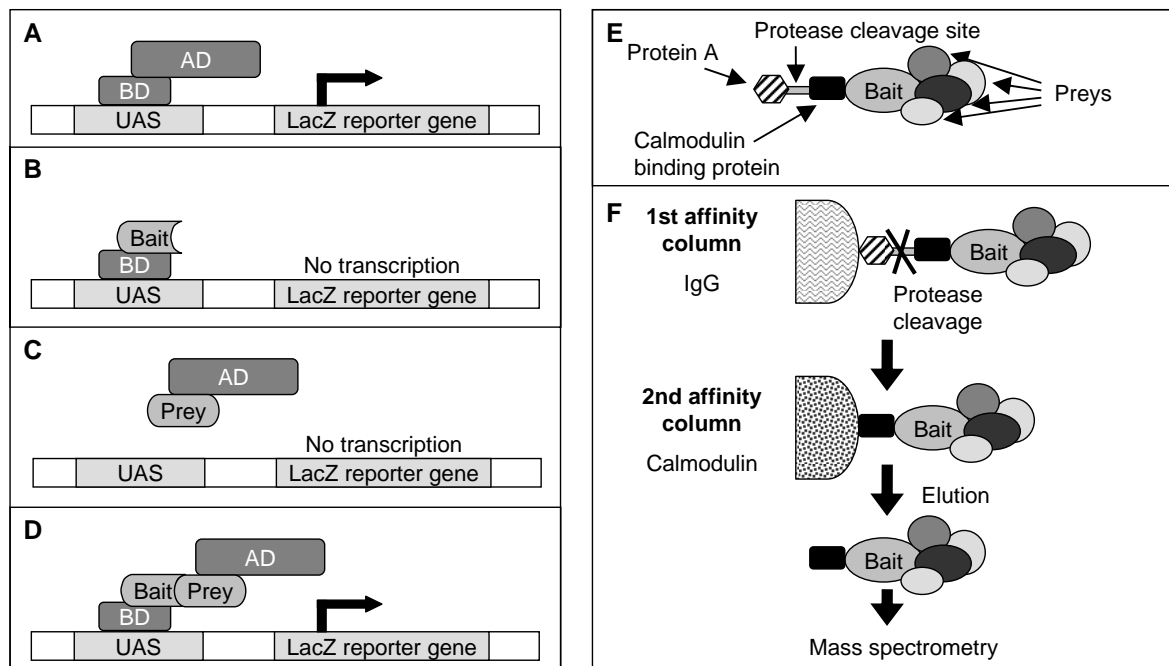 A
AD
BD
UAS
LacZ reporter gene
B
Bait
BD
No transcription
UAS
LacZ reporter gene
C
AD
Prey
No transcription
UAS
LacZ reporter gene
D
AD
Bait
Prey
BD
UAS
LacZ reporter gene
E
Protease cleavage site
Protein A
Bait
Preys
Calmodulin
binding protein
F
1st affinity
column
IgG
Bait
Protease
cleavage
2nd affinity
column
Calmodulin
Bait
Elution
Bait
Mass spectrometry